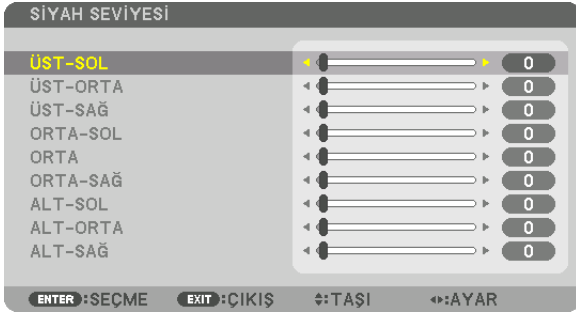 SİYAH SEVİYESİ
ÜST-SOL 0
ÜST-ORTA 0
ÜST-SAĞ 0
ORTA-SOL 0
ORTA 0
ORTA-SAĞ 0
ALT-SOL 0
ALT-ORTA 0
ALT-SAĞ 0
ENTER:SEÇME EXIT:ÇIKIŞ :TAŞI :AYAR